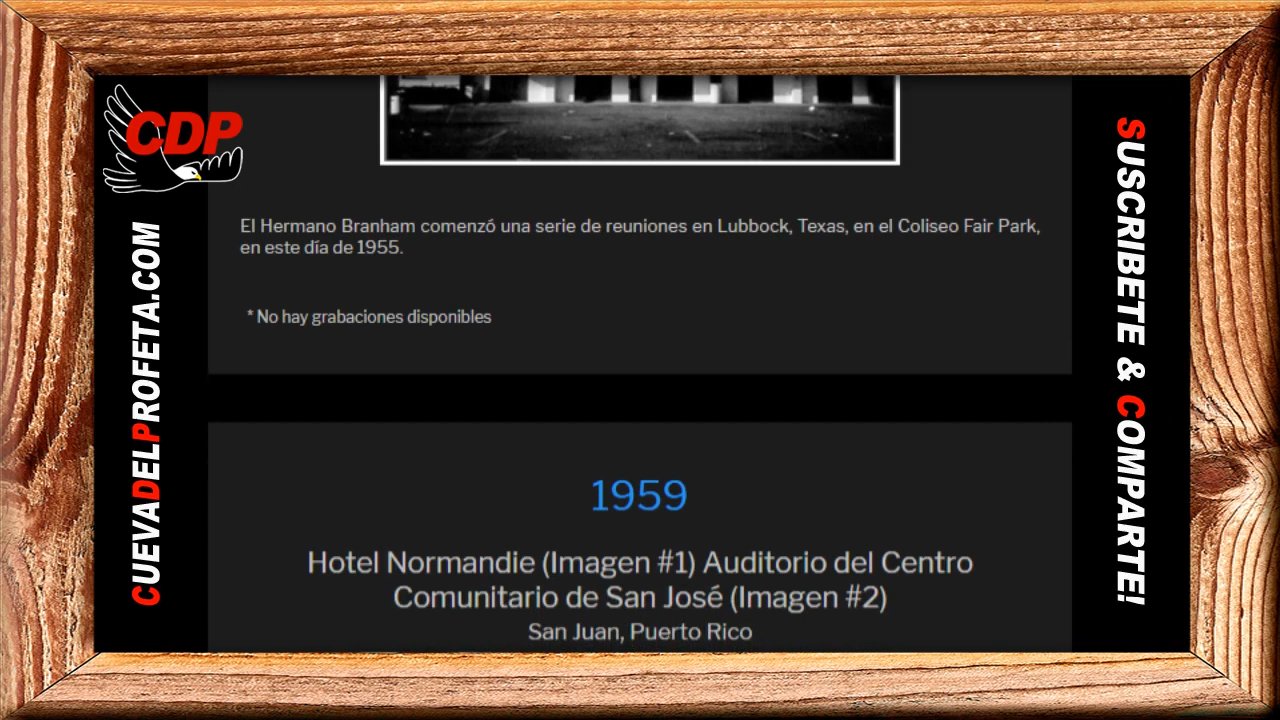 CDP
CUEVADELPROFETA.COM
El Hermano Branham comenzó una serie de reuniones en Lubbock, Texas, en el Coliseo Fair Park,
en este día de 1955.
* No hay grabaciones disponibles
1959
Hotel Normandie (Imagen #1) Auditorio del Centro
Comunitario de San José (Imagen #2)
San Juan, Puerto Rico
SUSCRIBETE & COMPARTE!